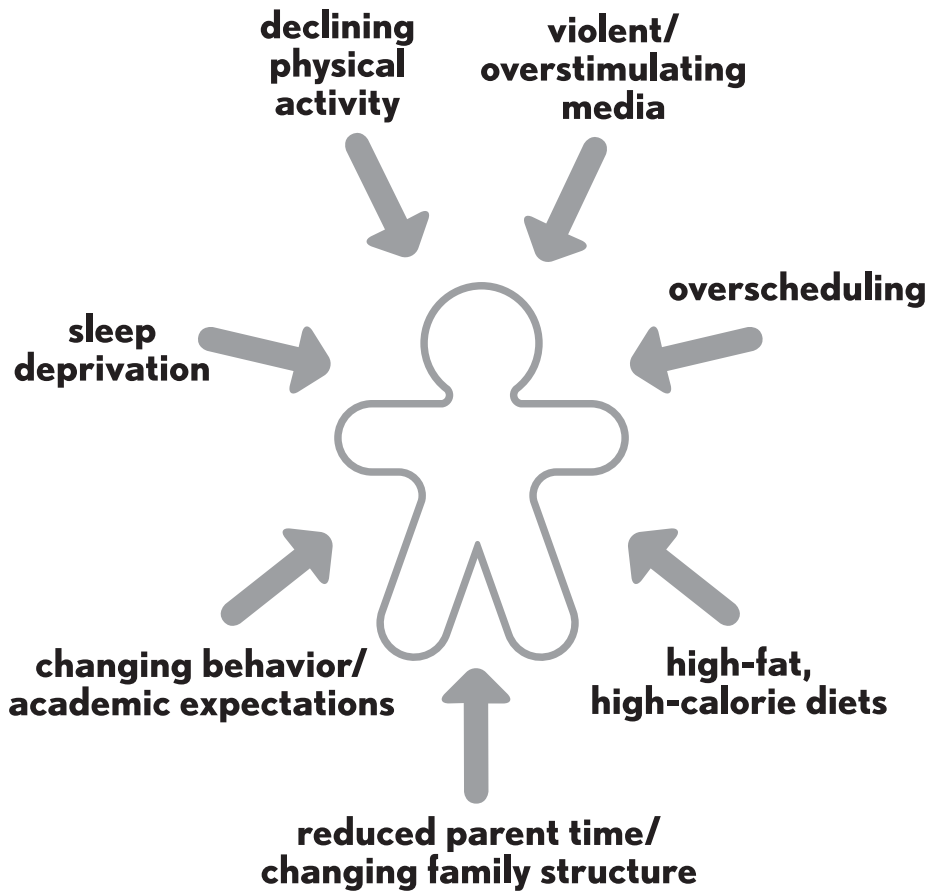 declining
physical
activity
violent/
overstimulating
media
overscheduling
sleep
deprivation
changing behavior/
academic expectations
high-fat,
high-calorie diets
reduced parent time/
changing family structure